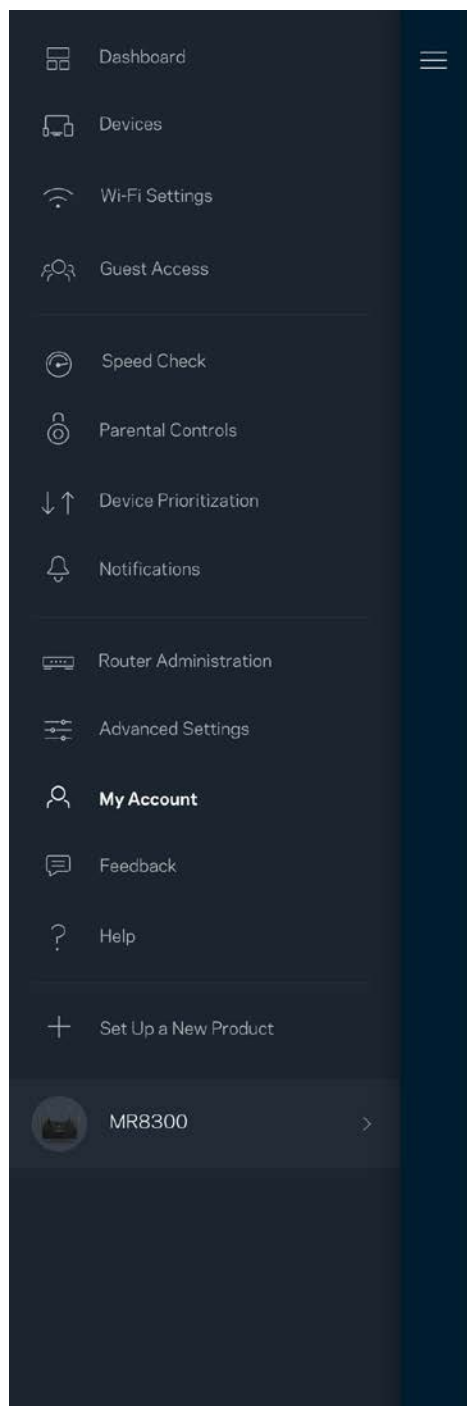 Dashboard
Devices
Wi-Fi Settings
Guest Access
Speed Check
Parental Controls
Device Prioritization
Notifications
Router Administration
Advanced Settings
My Account
Feedback
Help
Set Up a New Product
MR8300